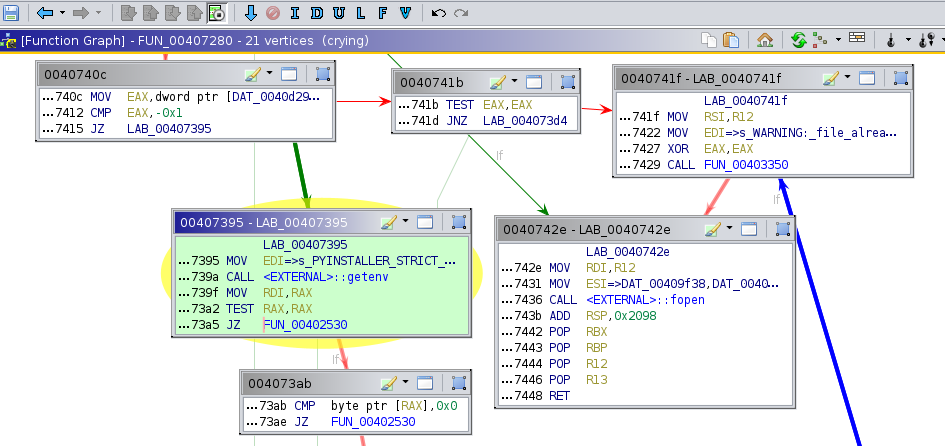 I D U L F V
[Function Graph] - FUN_00407280 - 21 vertices (crying)
0040740c
...740c MOV EAX,dword ptr [DAT_0040d29...
...7412 CMP EAX,-0x1
...7415 JZ LAB_00407395
0040741b
...741b TEST EAX,EAX
...741d JNZ LAB_004073d4
0040741f - LAB_0040741f
LAB_0040741f
...741f MOV RSI,R12
...7422 MOV EDI=>s_WARNING:_file_alrea...
...7427 XOR EAX,EAX
...7429 CALL FUN_00403350
If
If
00407395 - LAB_00407395
LAB_00407395
...7395 MOV EDI=>s_PYINSTALLER_STRICT_...
...739a CALL <EXTERNAL>::getenv
...739f MOV RDI,RAX
...73a2 TEST RAX,RAX
...73a5 JZ FUN_00402530
0040742e - LAB_0040742e
LAB_0040742e
...742e MOV RDI,R12
...7431 MOV ESI=>DAT_00409f38,DAT_0040...
...7436 CALL <EXTERNAL>::fopen
...743b ADD RSP,0x2098
...7442 POP RBX
...7443 POP RBP
...7444 POP R12
...7446 POP R13
...7448 RET
If
004073ab
...73ab CMP byte ptr [RAX],0x0
...73ae JZ FUN_00402530